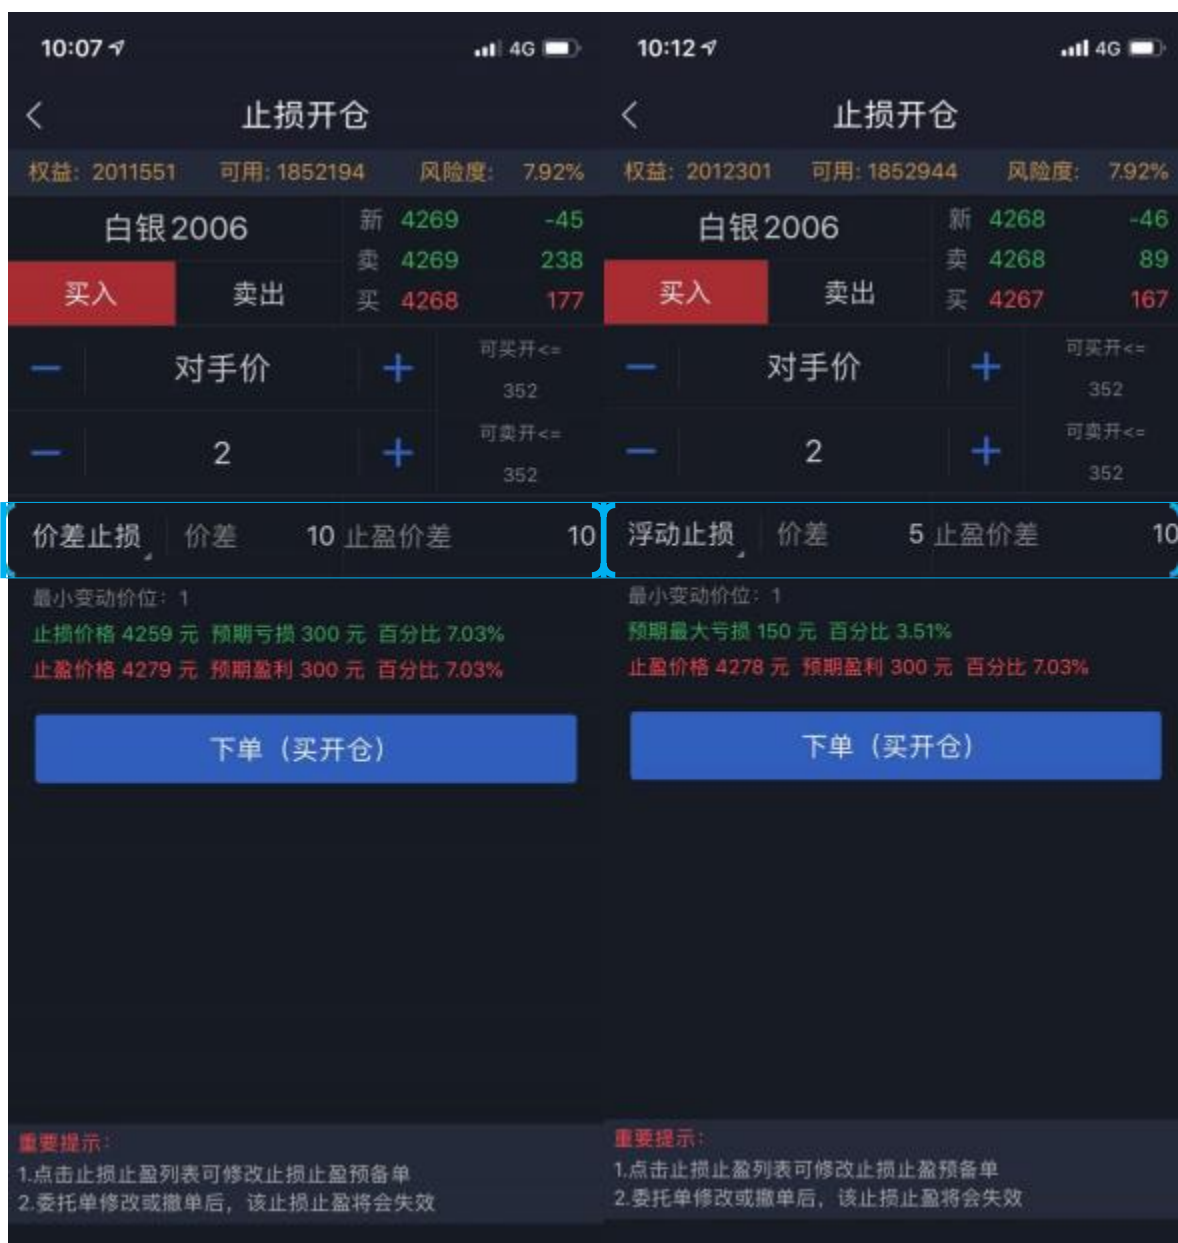 10:07
4G
止损开仓
权益: 2011551 可用: 1852194 风险度: 7.92%
白银2006
新 4269 -45
卖 4269 238
买 4268 177
买入 卖出
对手价
可买开<=
352
2
可卖开<=
352
价差止损 价差 10 止盈价差 10
最小变动价位: 1
止损价格 4259 元 预期亏损 300 元 百分比 7.03%
止盈价格 4279 元 预期盈利 300 元 百分比 7.03%
下单（买开仓）
重要提示:
1.点击止损止盈列表可修改止损止盈预备单
2.委托单修改或撤单后，该止损止盈将会失效
10:12
4G
止损开仓
权益: 2012301 可用: 1852944 风险度: 7.92%
白银2006
新 4268 -46
卖 4268 89
买 4267 167
买入 卖出
对手价
可买开<=
352
2
可卖开<=
352
浮动止损 价差 5 止盈价差 10
最小变动价位: 1
预期最大亏损 150 元 百分比 3.51%
止盈价格 4278 元 预期盈利 300 元 百分比 7.03%
下单（买开仓）
重要提示:
1.点击止损止盈列表可修改止损止盈预备单
2.委托单修改或撤单后，该止损止盈将会失效